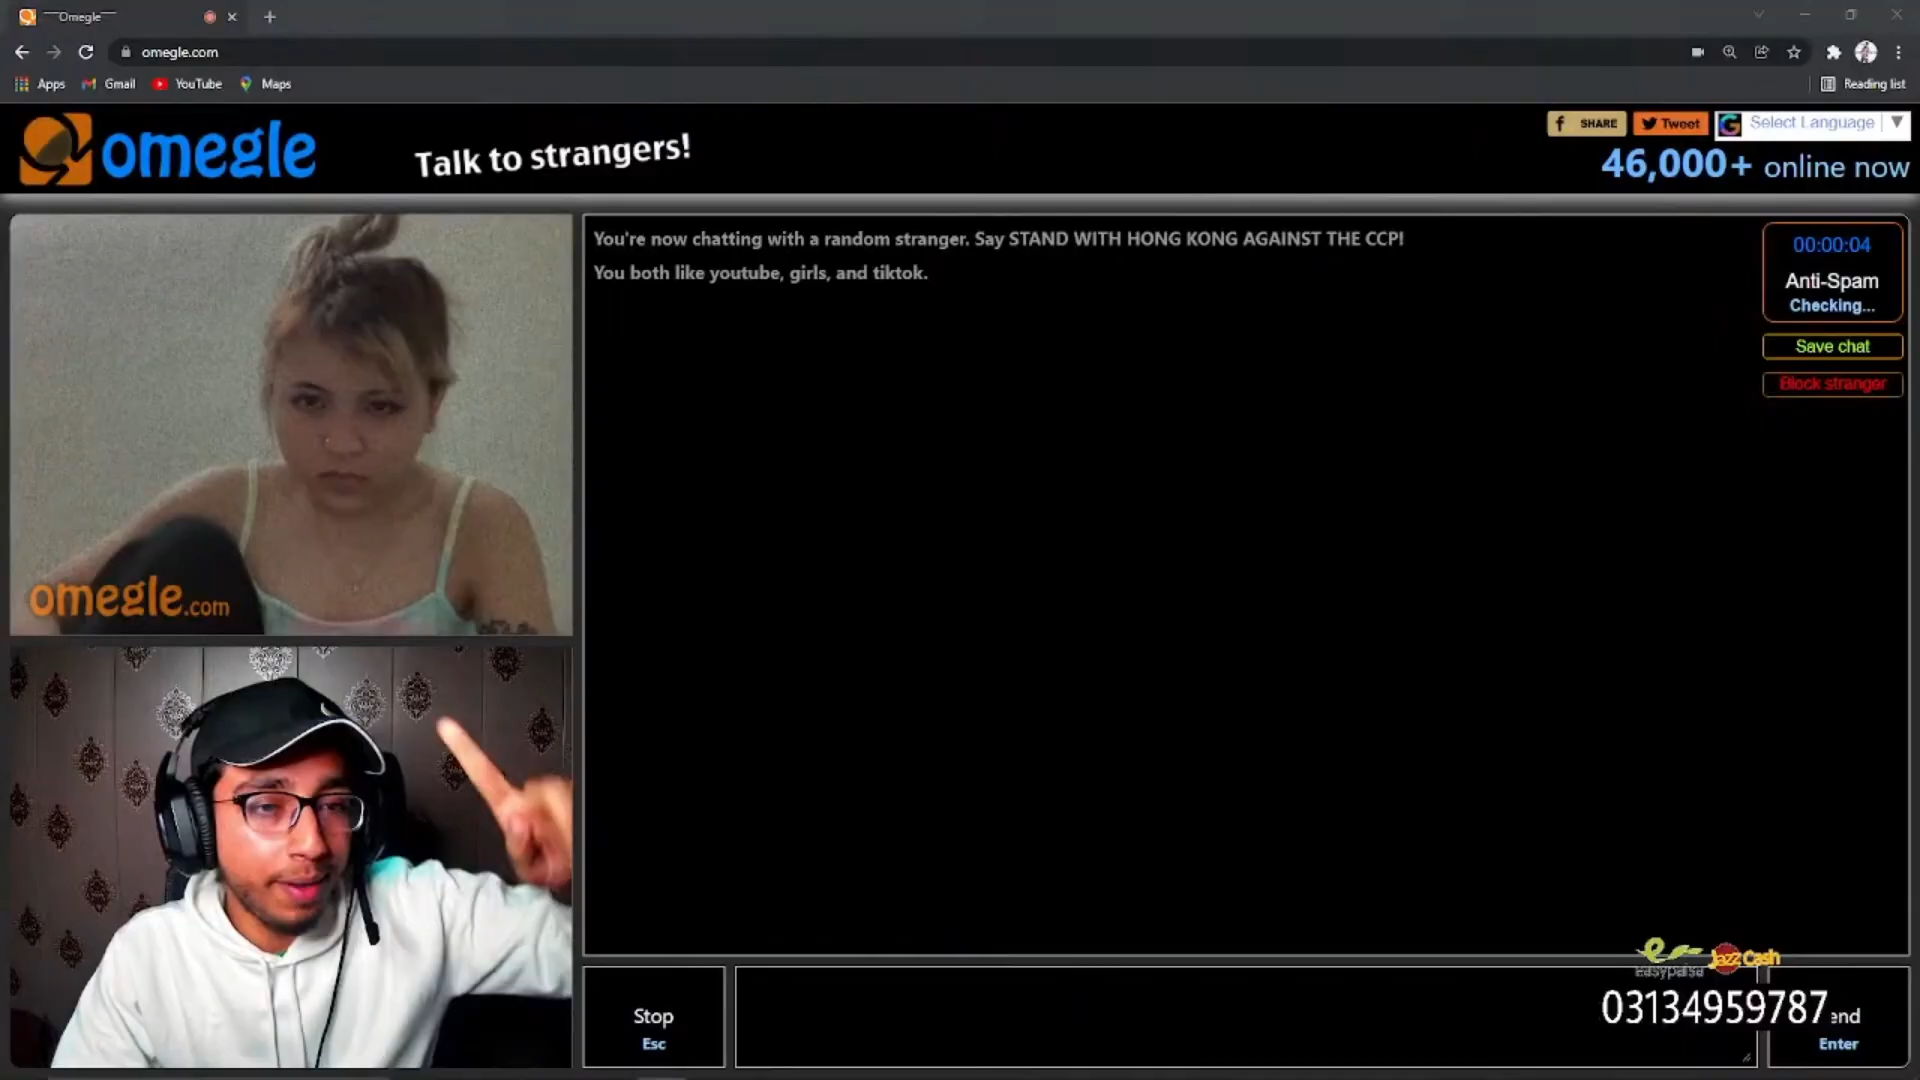 Omegle
omegle.com
Apps Gmail YouTube Maps
Reading list
omegle
Talk to strangers!
SHARE Tweet Select Language
46,000+ online now
You're now chatting with a random stranger. Say STAND WITH HONG KONG AGAINST THE CCP!
You both like youtube, girls, and tiktok.
00:00:04
Anti-Spam
Checking...
Save chat
Block stranger
omegle.com
easypaisa JazzCash
03134959787
end
Stop
Esc
Enter